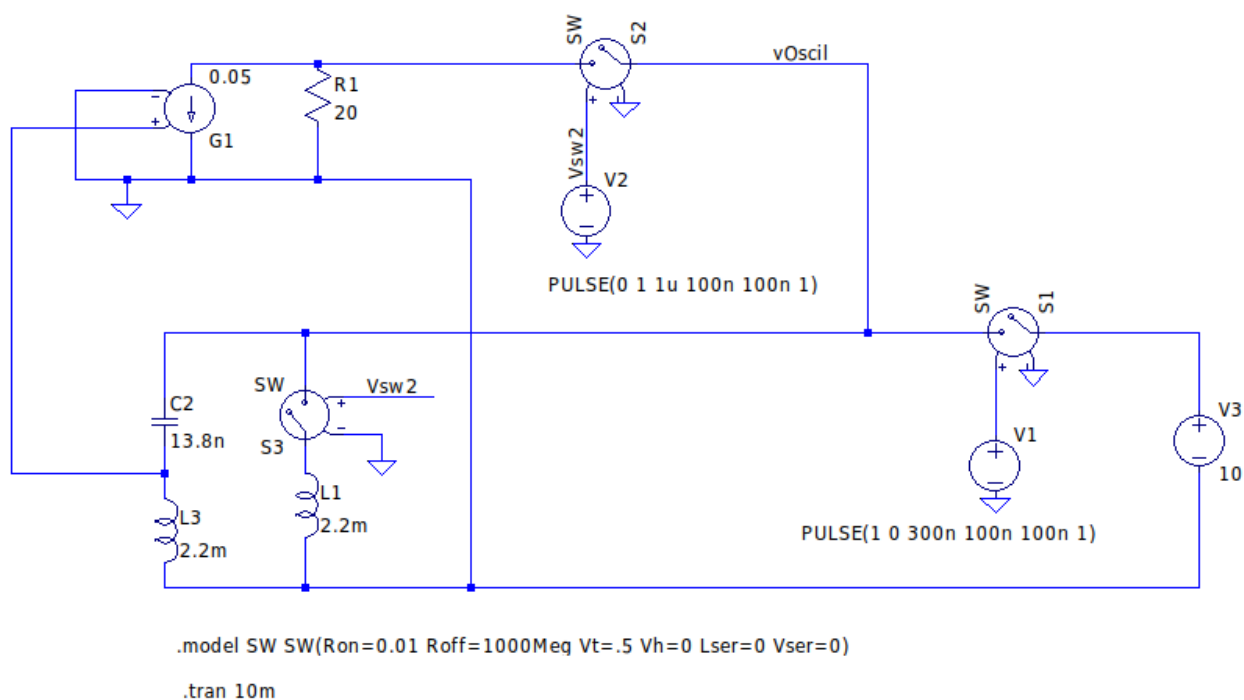 SW
S2
vOscil
0.05
R1
20
G1
Vsw2
V2
PULSE(0 1 1u 100n 100n 1)
SW
S1
SW
Vsw2
C2
13.8n
S3
V3
10
V1
L3
2.2m
L1
2.2m
PULSE(1 0 300n 100n 100n 1)
.model SW SW(Ron=0.01 Roff=1000Meg Vt=.5 Vh=0 Lser=0 Vser=0)
.tran 10m